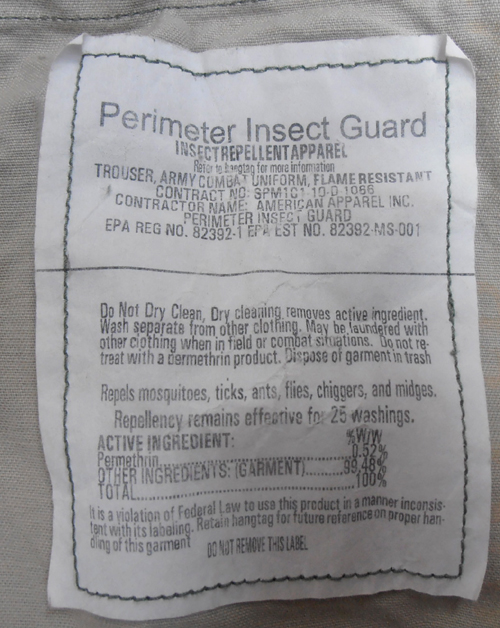 Perimeter Insect Guard
INSECT REPELLENT APPAREL
Refer to hangtag for more information
TROUSER, ARMY COMBAT UNIFORM, FLAME RESISTANT
CONTRACT NO: SPM1C1-10-D-1066
CONTRACTOR NAME: AMERICAN APPAREL INC.
PERIMETER INSECT GUARD
EPA REG NO. 82392-1 EPA EST NO. 82392-MS-001
Do Not Dry Clean, Dry cleaning removes active ingredient.
Wash separate from other clothing. May be laundered with
other clothing when in field or combat situations. Do not re-
treat with a permethrin product. Dispose of garment in trash
Repels mosquitoes, ticks, ants, flies, chiggers, and midges.
Repellency remains effective for 25 washings.
ACTIVE INGREDIENT: %W/W
Permethrin 0.52%
OTHER INGREDIENTS: (GARMENT)......99.48%
TOTAL......100%
It is a violation of Federal Law to use this product in a manner inconsis-
tent with its labeling. Retain hangtag for future reference on proper han-
dling of this garment DO NOT REMOVE THIS LABEL